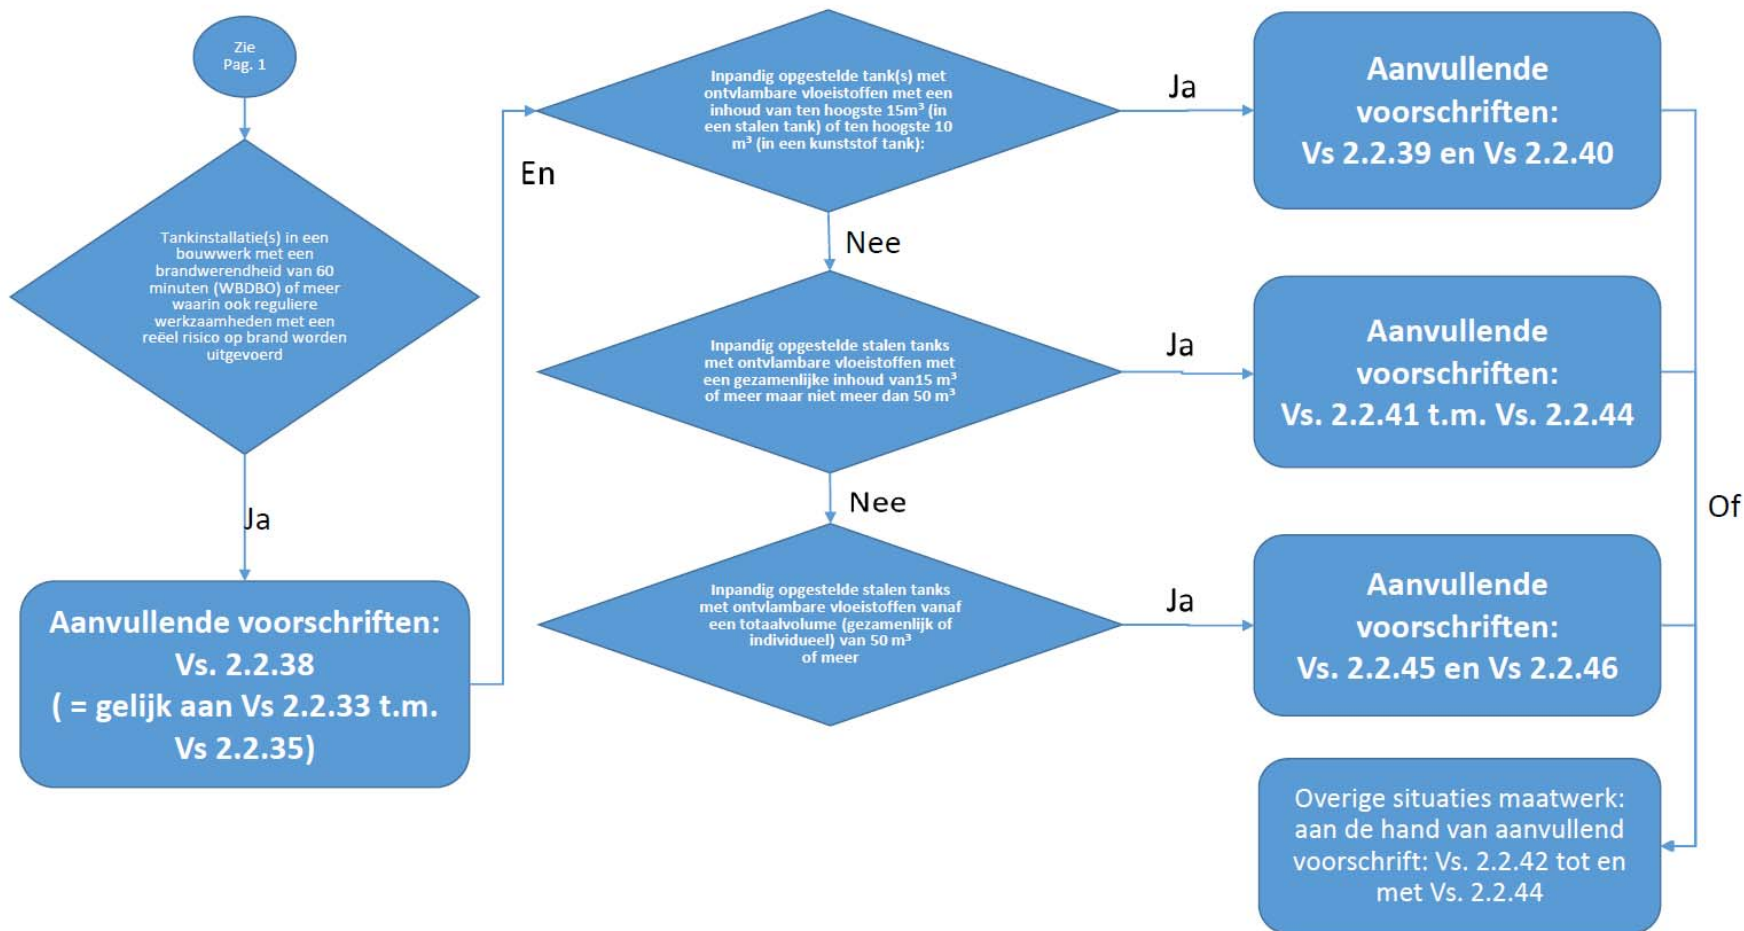 Zie
Pag. 1
Tankinstallatie(s) in een
bouwwerk met een
brandwerendheid van 60
minuten (WBDBO) of meer
waarin ook reguliere
werkzaamheden met een
reëel risico op brand worden
uitgevoerd
Ja
Aanvullende voorschriften:
Vs. 2.2.38
( = gelijk aan Vs 2.2.33 t.m.
Vs 2.2.35)
En
Inpandig opgestelde tank(s) met
ontvlambare vloeistoffen met een
inhoud van ten hoogste 15m³ (in
een stalen tank) of ten hoogste 10
m³ (in een kunststof tank):
Ja
Aanvullende
voorschriften:
Vs 2.2.39 en Vs 2.2.40
Nee
Inpandig opgestelde stalen tanks
met ontvlambare vloeistoffen met
een gezamenlijke inhoud van15 m³
of meer maar niet meer dan 50 m³
Ja
Aanvullende
voorschriften:
Vs. 2.2.41 t.m. Vs. 2.2.44
Nee
Inpandig opgestelde stalen tanks
met ontvlambare vloeistoffen vanaf
een totaalvolume (gezamenlijk of
individueel) van 50 m³
of meer
Ja
Aanvullende
voorschriften:
Vs. 2.2.45 en Vs 2.2.46
Of
Overige situaties maatwerk:
aan de hand van aanvullend
voorschrift: Vs. 2.2.42 tot en
met Vs. 2.2.44